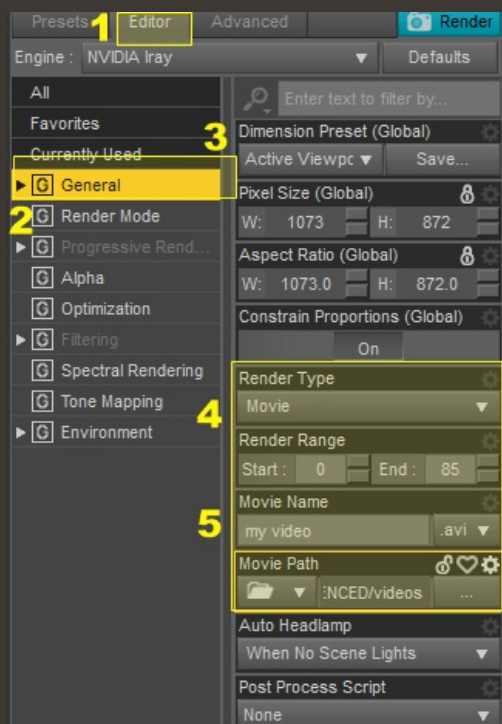 Presets Editor Advanced Render
1
Engine : NVIDIA Iray Defaults
All
Favorites
Currently Used
3
G General
2
G Render Mode
G Progressive Rend...
G Alpha
G Optimization
G Filtering
G Spectral Rendering
G Tone Mapping
G Environment
Enter text to filter by...
Dimension Preset (Global)
Active Viewpc Save...
Pixel Size (Global)
W: 1073 H: 872
Aspect Ratio (Global)
W: 1073.0 H: 872.0
Constrain Proportions (Global)
On
4
Render Type
Movie
Render Range
Start : 0 End : 85
5
Movie Name
my video .avi
Movie Path
:NCED/videos ...
Auto Headlamp
When No Scene Lights
Post Process Script
None